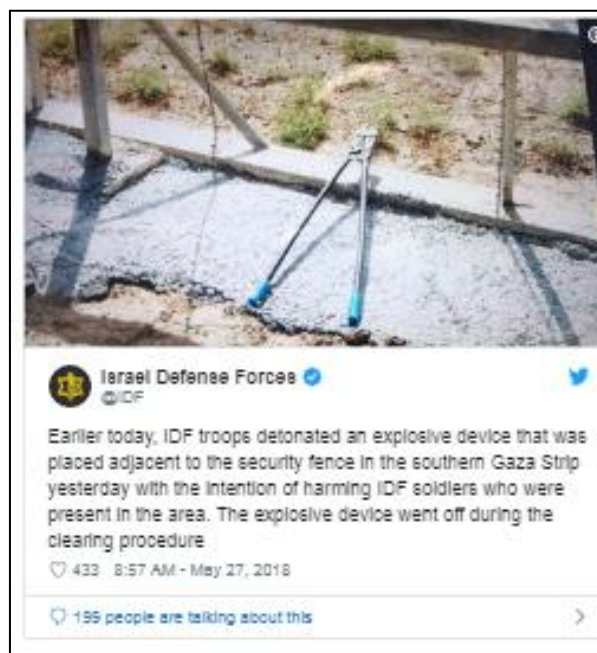 Israel Defense Forces
@IDF
Earlier today, IDF troops detonated an explosive device that was
placed adjacent to the security fence in the southern Gaza Strip
yesterday with the intention of harming IDF soldiers who were
present in the area. The explosive device went off during the
clearing procedure
433 8:57 AM - May 27, 2018
199 people are talking about this